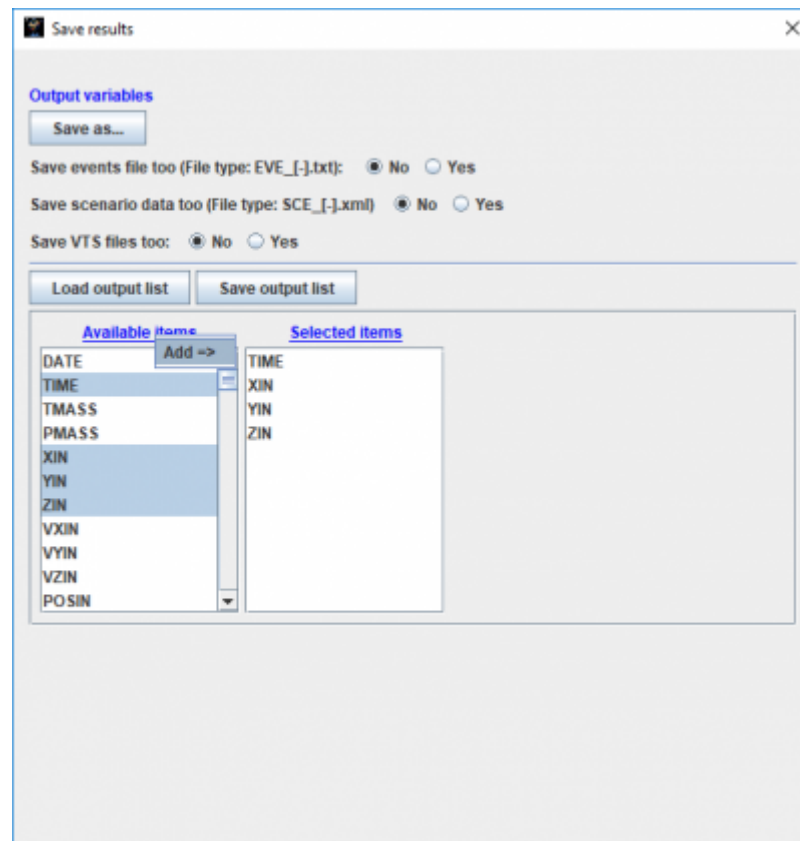 Save results
Output variables
Save as...
Save events file too (File type: EVE_[-].txt): No Yes
Save scenario data too (File type: SCE_[-].xml) No Yes
Save VTS files too: No Yes
Load output list Save output list
Available items Selected items
Add =>
DATE
TIME
TMASS
PMASS
XIN
YIN
ZIN
VXIN
VYIN
VZIN
POSIN
TIME
XIN
YIN
ZIN